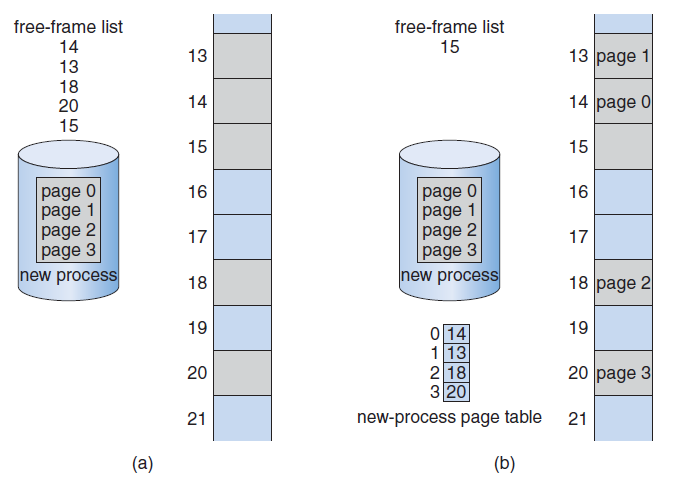 free-frame list
14
13
18
20
15
page 0
page 1
page 2
page 3
new process
13
14
15
16
17
18
19
20
21
(a)
free-frame list
15
page 0
page 1
page 2
page 3
new process
0 14
1 13
2 18
3 20
new-process page table
13 page 1
14 page 0
15
16
17
18 page 2
19
20 page 3
21
(b)